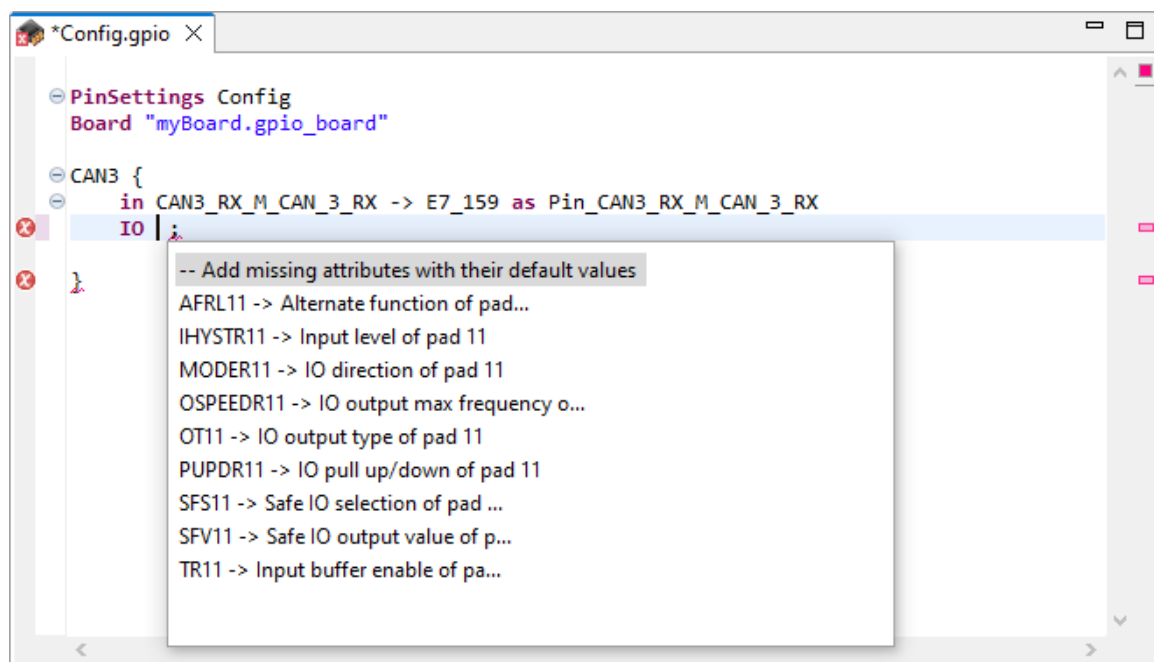 *Config.gpio
PinSettings Config
Board "myBoard.gpio_board"
CAN3 {
in CAN3_RX_M_CAN_3_RX -> E7_159 as Pin_CAN3_RX_M_CAN_3_RX
IO ;
-- Add missing attributes with their default values
}
AFRL11 -> Alternate function of pad...
IHYSTR11 -> Input level of pad 11
MODER11 -> IO direction of pad 11
OSPEEDR11 -> IO output max frequency o...
OT11 -> IO output type of pad 11
PUPDR11 -> IO pull up/down of pad 11
SFS11 -> Safe IO selection of pad ...
SFV11 -> Safe IO output value of p...
TR11 -> Input buffer enable of pa...